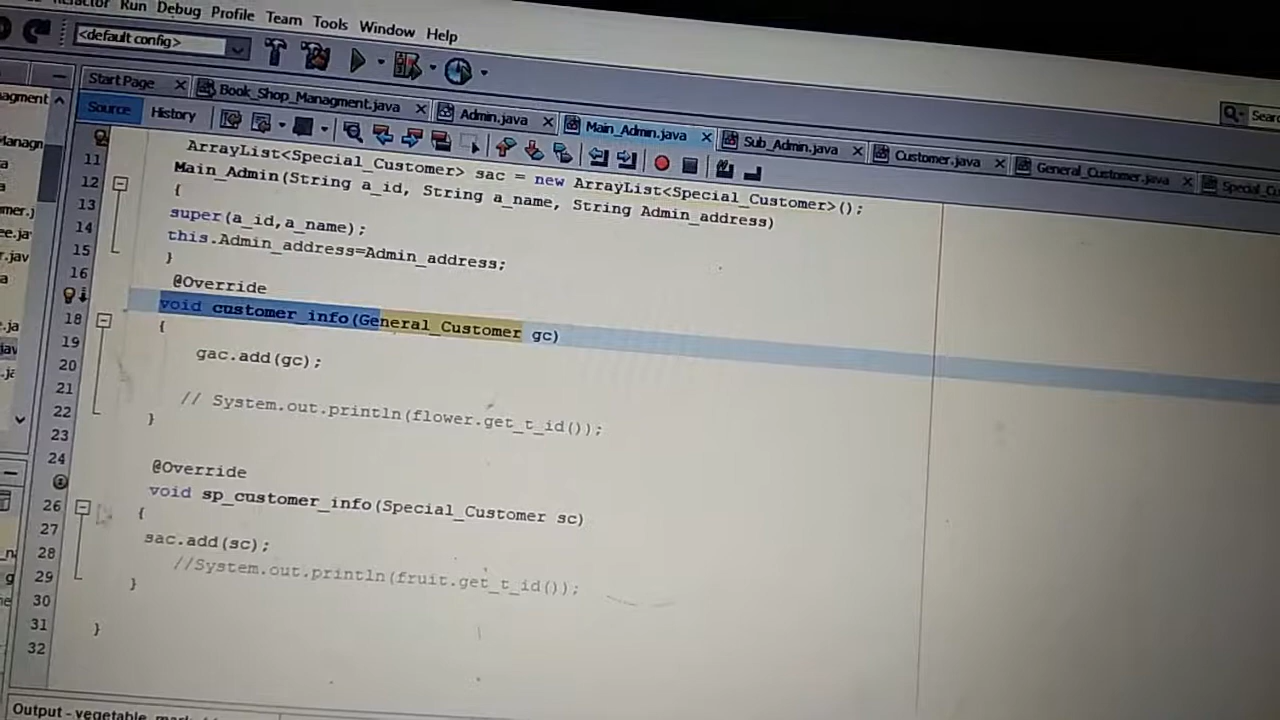 Refactor Run Debug Profile Team Tools Window Help
<default config>
Start Page Book_Shop_Managment.java Admin.java Main_Admin.java Sub_Admin.java Customer.java General_Customer.java
Source History
11 ArrayList<Special_Customer> sac = new ArrayList<Special_Customer>();
12 Main_Admin(String a_id, String a_name, String Admin_address)
13 {
14 super(a_id,a_name);
15 this.Admin_address=Admin_address;
16 }
@Override
18 void customer_info(General_Customer gc)
19 {
20 gac.add(gc);
21
22 // System.out.println(flower.get_t_id());
23 }
24
@Override
26 void sp_customer_info(Special_Customer sc)
27 {
28 sac.add(sc);
29 //System.out.println(fruit.get_t_id());
30 }
31
32 }
Output -